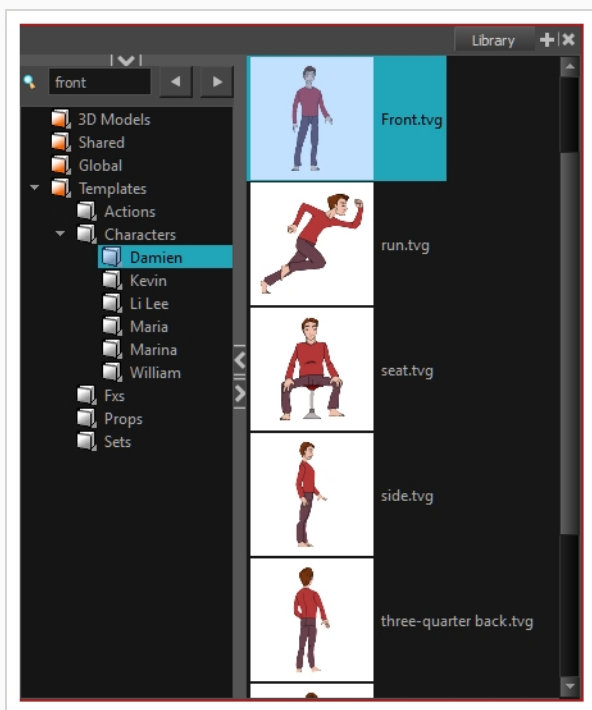 Library
front
3D Models
Shared
Global
Templates
Actions
Characters
Damien
Kevin
Li Lee
Maria
Marina
William
Fxs
Props
Sets
Front.tvg
run.tvg
seat.tvg
side.tvg
three-quarter back.tvg